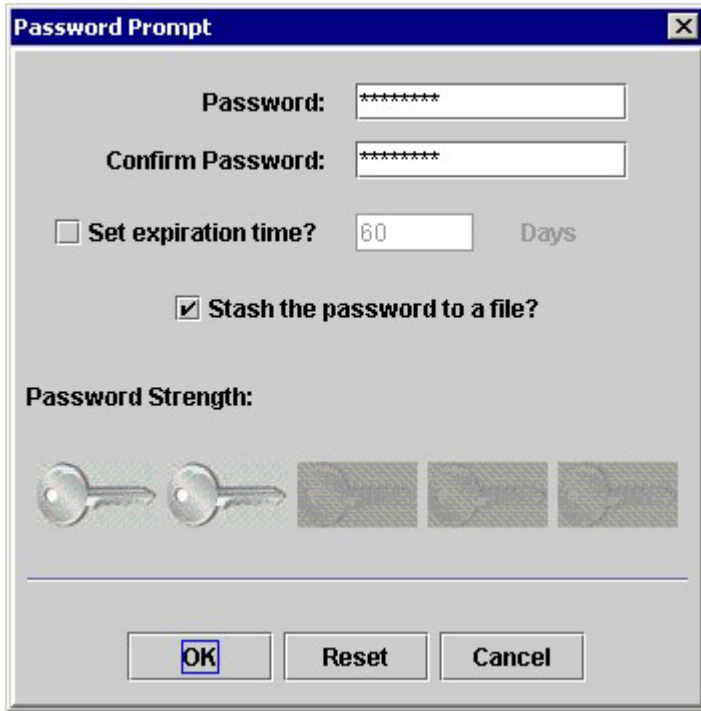 Password Prompt
Password: ********
Confirm Password: ********
Set expiration time? 60 Days
Stash the password to a file?
Password Strength:
OK Reset Cancel